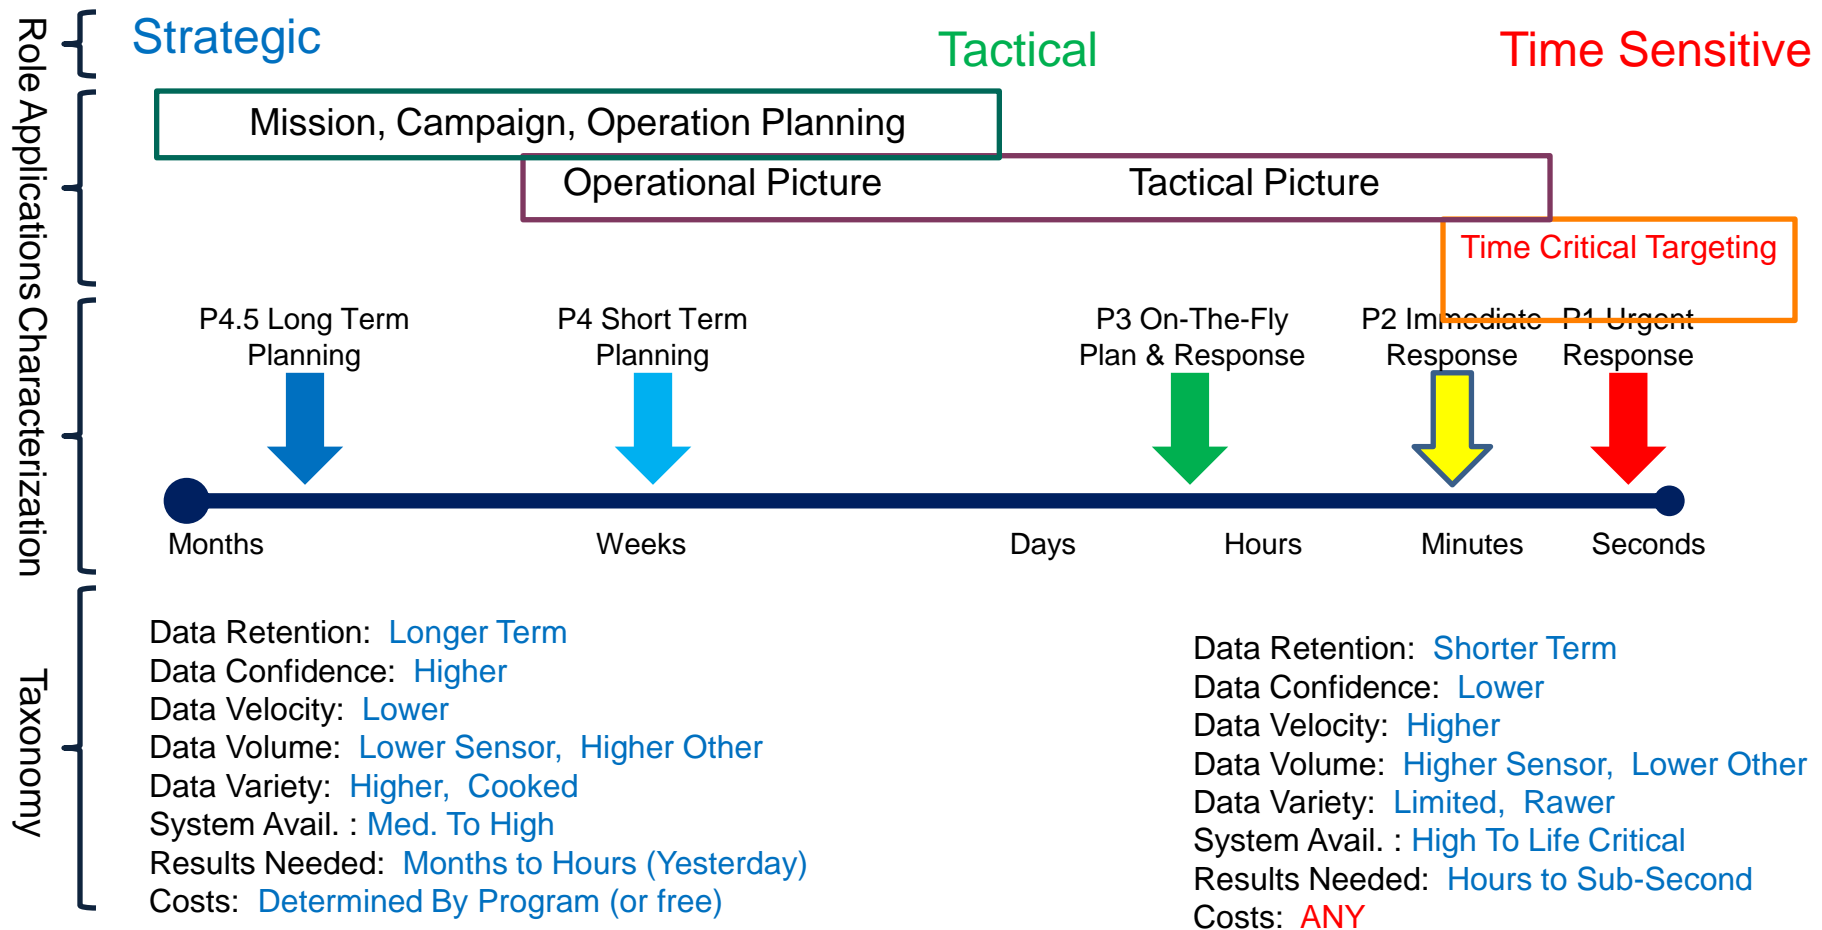 Role
Strategic
Tactical
Time Sensitive
Applications
Mission, Campaign, Operation Planning
Operational Picture
Tactical Picture
Time Critical Targeting
Characterization
P4.5 Long Term
Planning
P4 Short Term
Planning
P3 On-The-Fly
Plan & Response
P2 Immediate
Response
P1 Urgent
Response
Months
Weeks
Days
Hours
Minutes
Seconds
Taxonomy
Data Retention: Longer Term
Data Confidence: Higher
Data Velocity: Lower
Data Volume: Lower Sensor, Higher Other
Data Variety: Higher, Cooked
System Avail. : Med. To High
Results Needed: Months to Hours (Yesterday)
Costs: Determined By Program (or free)
Data Retention: Shorter Term
Data Confidence: Lower
Data Velocity: Higher
Data Volume: Higher Sensor, Lower Other
Data Variety: Limited, Rawer
System Avail. : High To Life Critical
Results Needed: Hours to Sub-Second
Costs: ANY